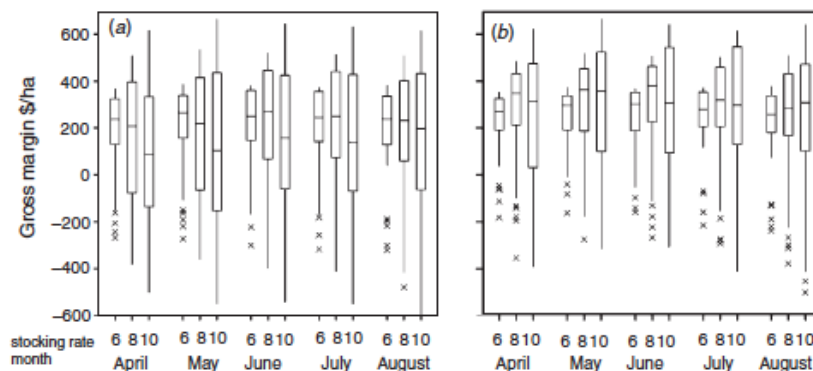 (a)
(b)
Gross margin $/ha
600
400
200
0
–200
–400
–600
stocking rate 6 8 10 6 8 10 6 8 10 6 8 10 6 8 10 6 8 10 6 8 10 6 8 10 6 8 10 6 8 10
month April May June July August April May June July August